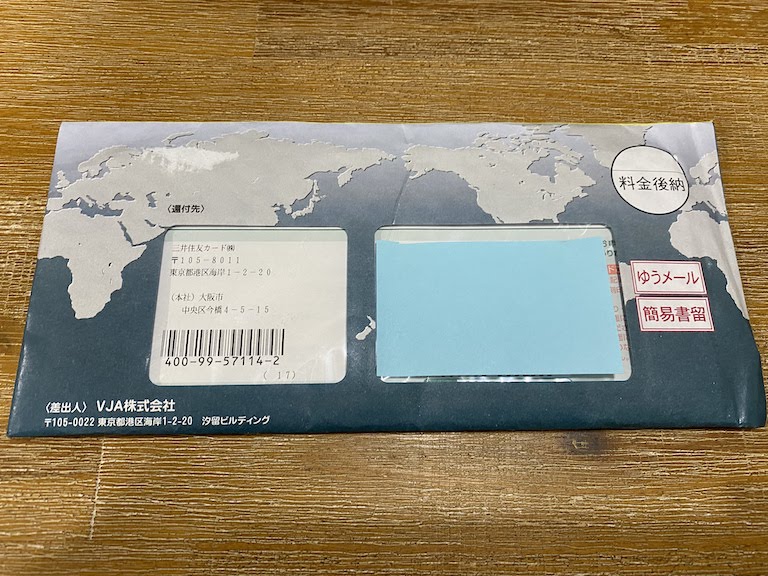 料金後納
〈還付先〉
三井住友カード㈱
〒105-8011
東京都港区海岸1-2-20
(本社)大阪市
中央区今橋4-5-15
400-99-57114-2
(17)
ゆうメール
簡易書留
〈差出人〉 VJA株式会社
〒105-0022 東京都港区海岸1-2-20 汐留ビルディング